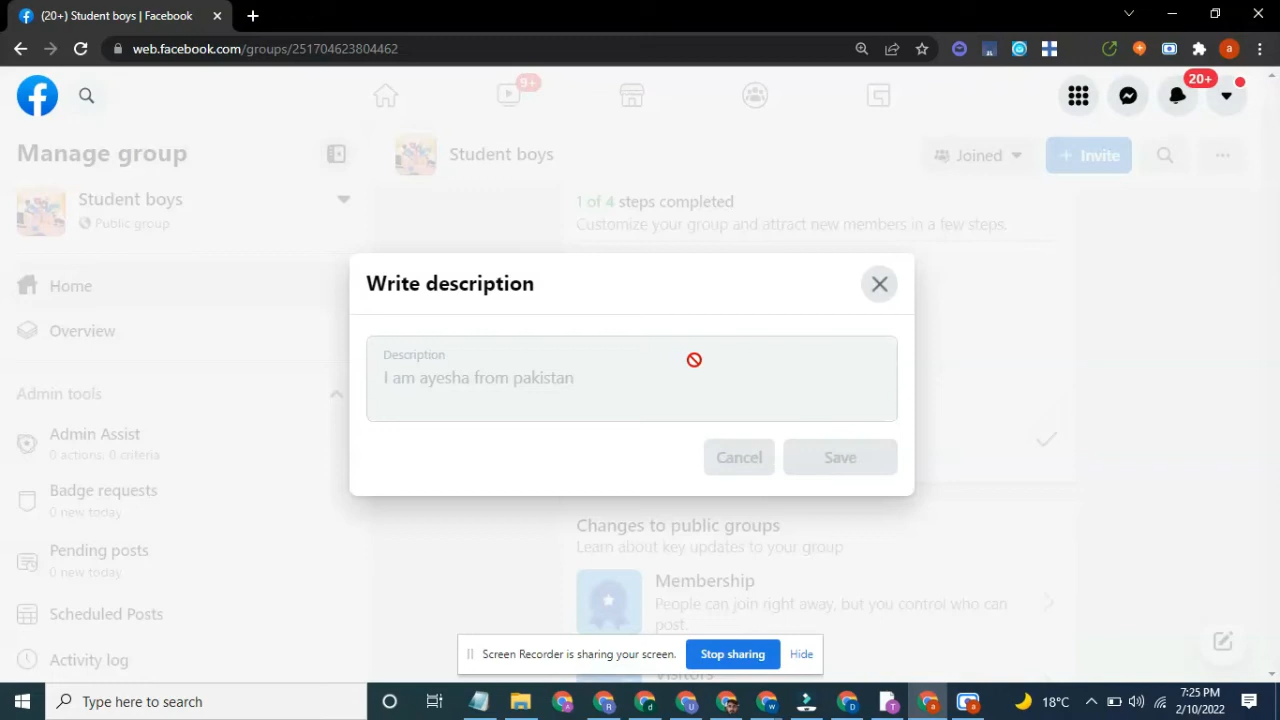 (20+) Student boys | Facebook
web.facebook.com/groups/251704623804462
a
9+
20+
Manage group
Student boys
Joined
+ Invite
Student boys
Public group
1 of 4 steps completed
Customize your group and attract new members in a few steps.
Home
Overview
Write description
Description
I am ayesha from pakistan
Cancel
Save
Admin tools
Admin Assist
0 actions, 0 criteria
Badge requests
0 new today
Pending posts
0 new today
Scheduled Posts
Activity log
Changes to public groups
Learn about key updates to your group
Membership
People can join right away, but you control who can
post.
Visitors
Screen Recorder is sharing your screen.
Stop sharing
Hide
Type here to search
18°C
7:25 PM
2/10/2022